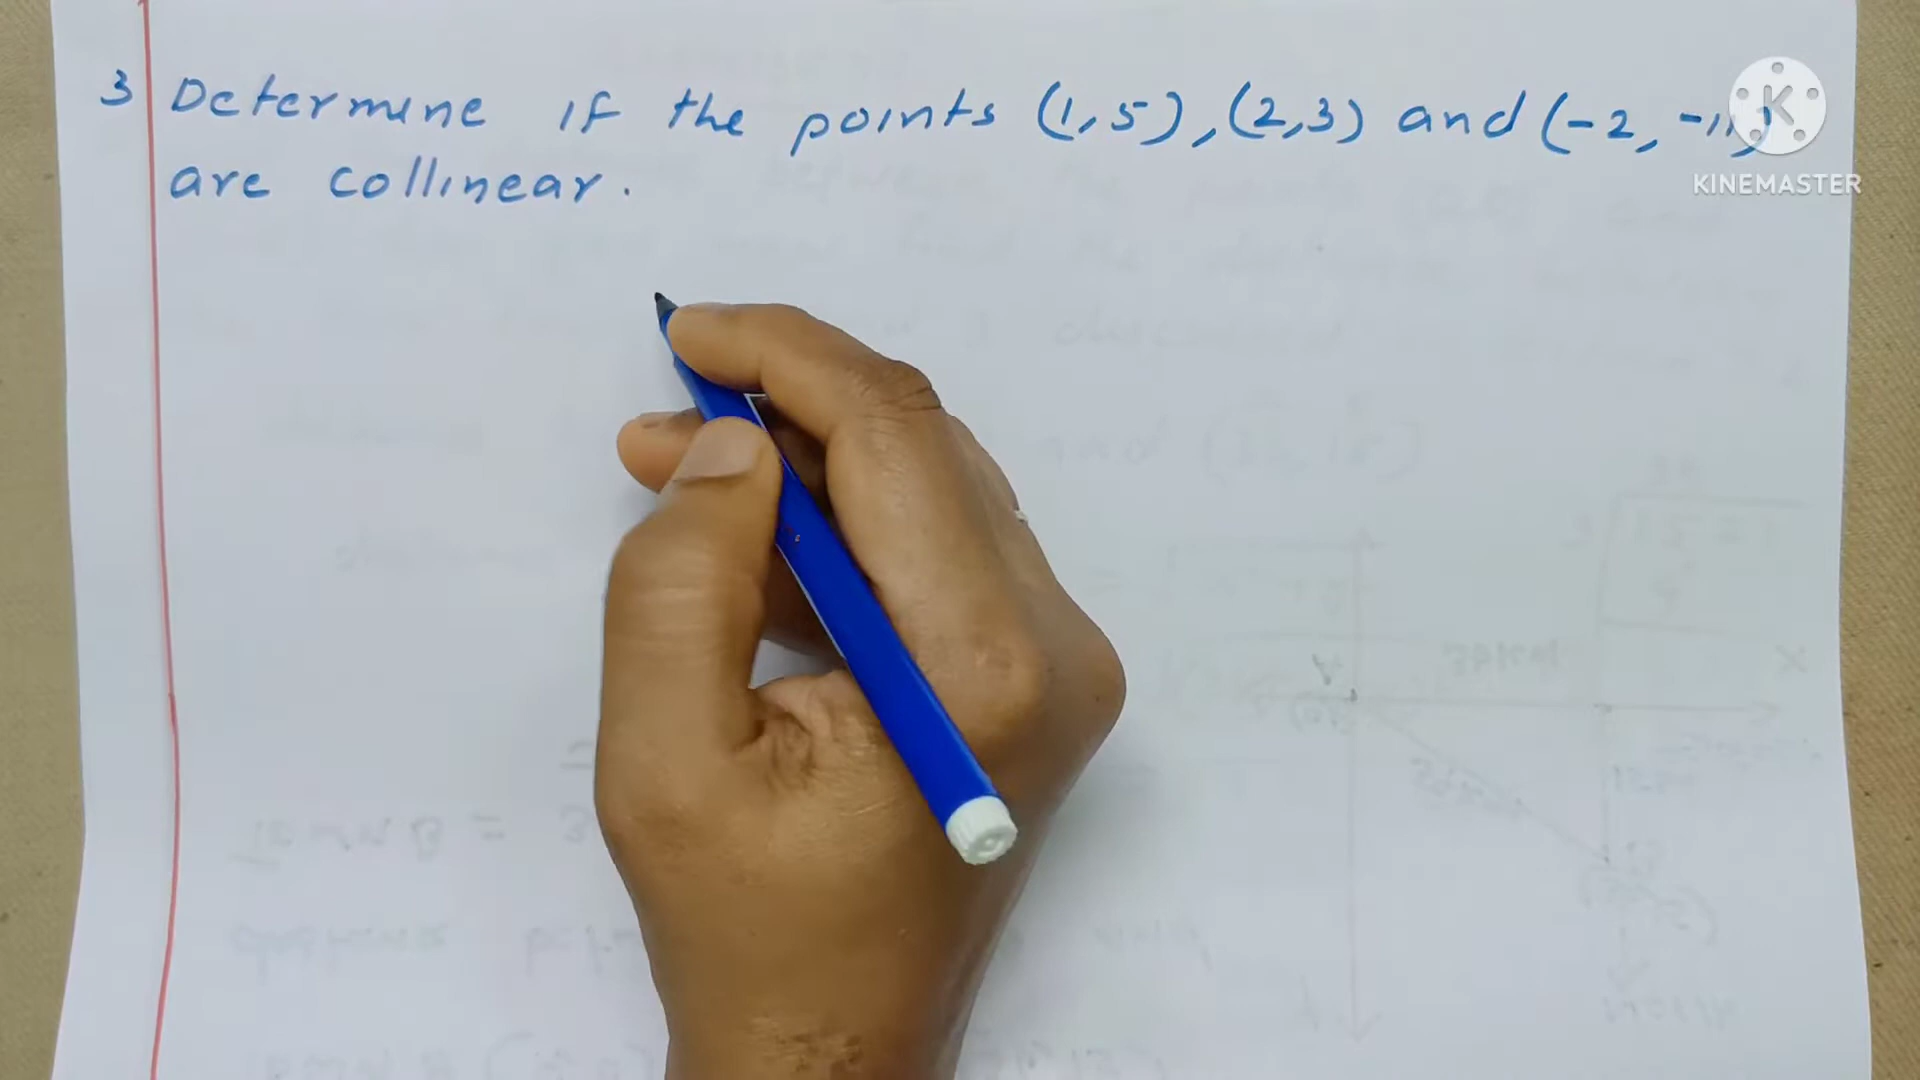 3 Determine if the points (1,5), (2,3) and (-2, -11)
are collinear.
K
KINEMASTER